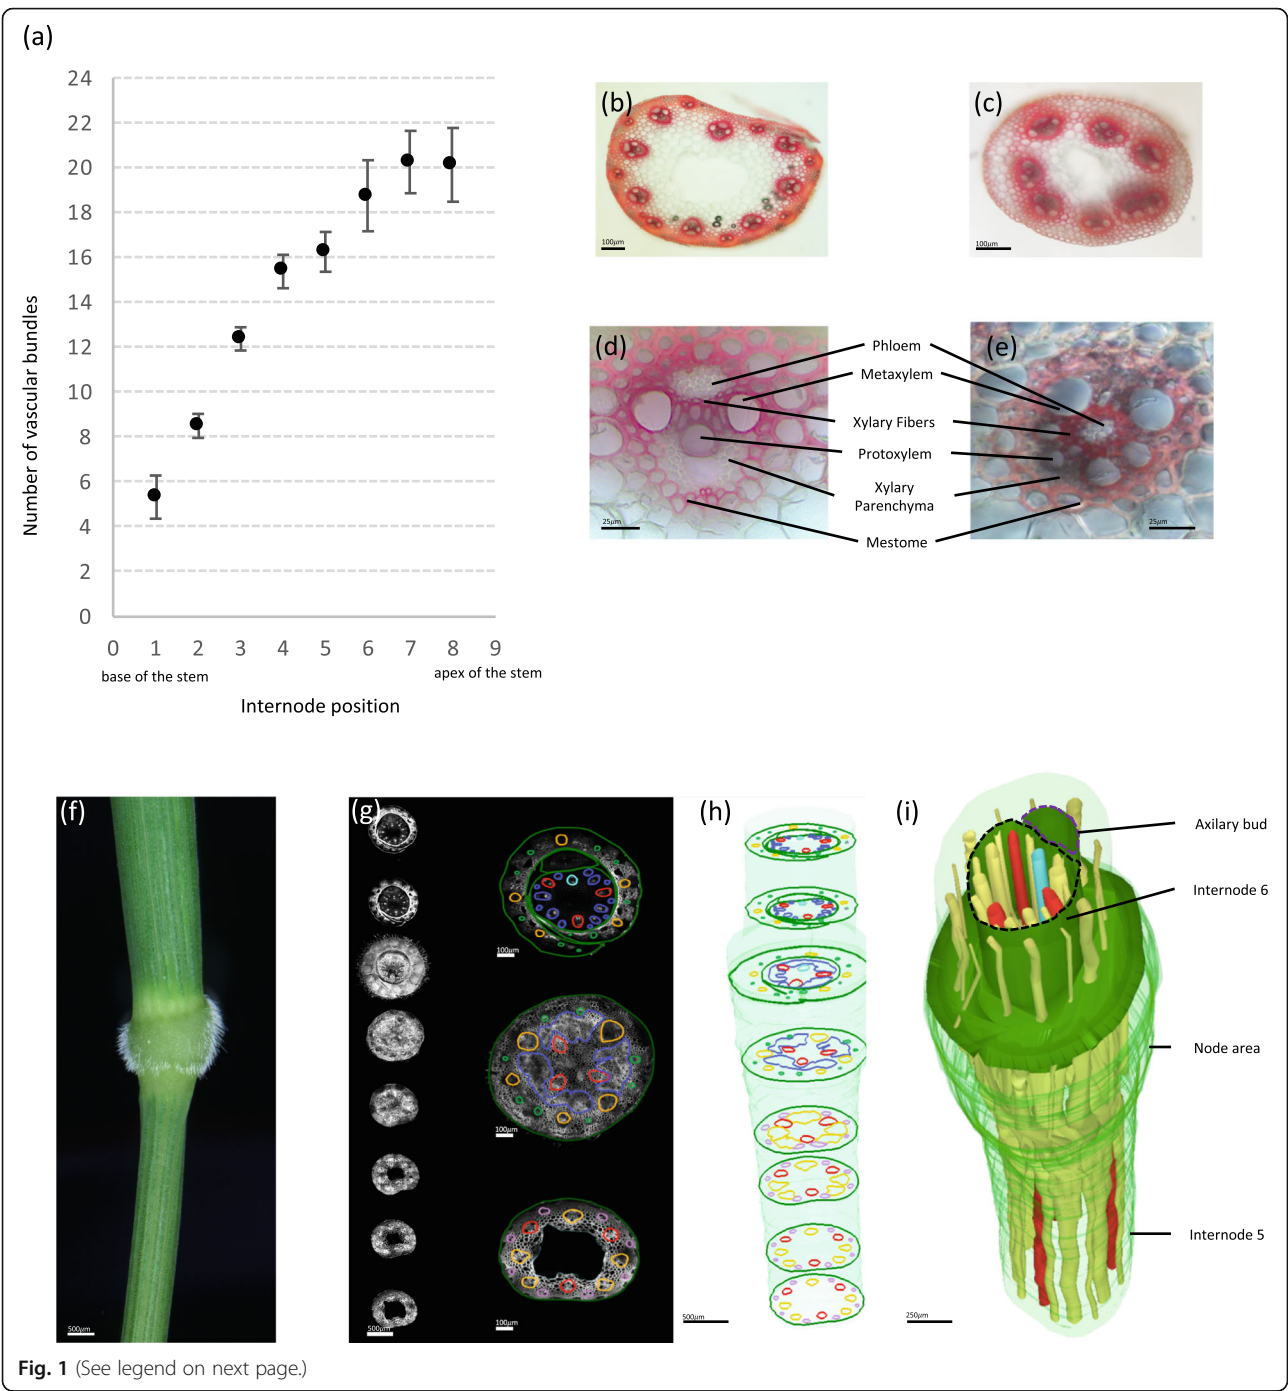 (a)
24
22
20
18
16
14
12
10
8
6
4
2
0
Number of vascular bundles
0 1 2 3 4 5 6 7 8 9
base of the stem
apex of the stem
Internode position
(b)
100µm
(c)
100µm
(d)
25µm
(e)
25µm
Phloem
Metaxylem
Xylary Fibers
Protoxylem
Xylary
Parenchyma
Mestome
(f)
500µm
(g)
500µm
100µm
100µm
100µm
(h)
500µm
(i)
250µm
Axilary bud
Internode 6
Node area
Internode 5
Fig. 1 (See legend on next page.)